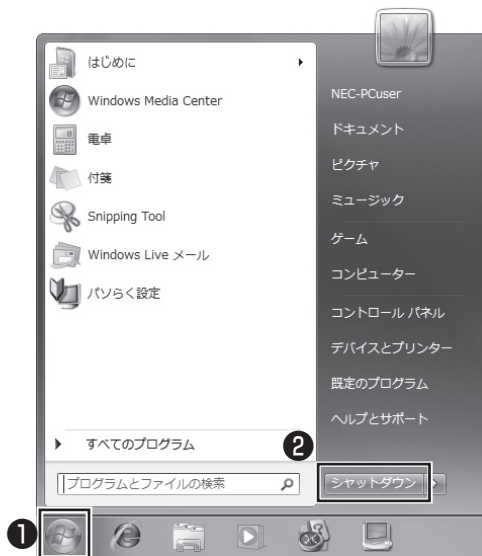 はじめに
Windows Media Center
電卓
付箋
Snipping Tool
Windows Live メール
パソらく設定
すべてのプログラム
プログラムとファイルの検索
NEC-PCuser
ドキュメント
ピクチャ
ミュージック
ゲーム
コンピューター
コントロール パネル
デバイスとプリンター
既定のプログラム
ヘルプとサポート
❷
シャットダウン
❶